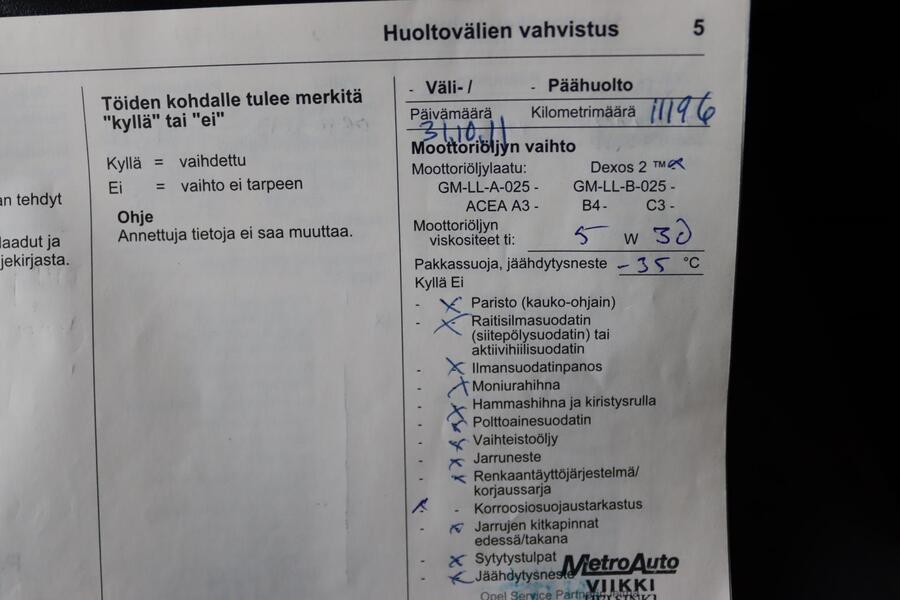 Huoltovälien vahvistus 5
an tehdyt
laadut ja
jekirjasta.
Töiden kohdalle tulee merkitä
"kyllä" tai "ei"
Kyllä = vaihdettu
Ei = vaihto ei tarpeen
Ohje
Annettuja tietoja ei saa muuttaa.
- Väli- / - Päähuolto
Päivämäärä Kilometrimäärä 11196
31.10.11
Moottoriöljyn vaihto
Moottoriöljylaatu: Dexos 2 ™ x
GM-LL-A-025 - GM-LL-B-025 -
ACEA A3 - B4 - C3 -
Moottoriöljyn
viskositeet ti: 5 W 30
Pakkassuoja, jäähdytysneste -35 °C
Kyllä Ei
- x Paristo (kauko-ohjain)
- x Raitisilmasuodatin
(siitepölysuodatin) tai
aktiivihiilisuodatin
- x Ilmansuodatinpanos
- x Moniurahihna
- x Hammashihna ja kiristysrulla
- x Polttoainesuodatin
- x Vaihteistoöljy
- x Jarruneste
- x Renkaantäyttöjärjestelmä/
korjaussarja
x - Korroosiosuojaustarkastus
- x Jarrujen kitkapinnat
edessä/takana
- x Sytytystulpat
- x Jäähdytysneste
MetroAuto
VIIKKI
Opel Service Partner
HELSINKI